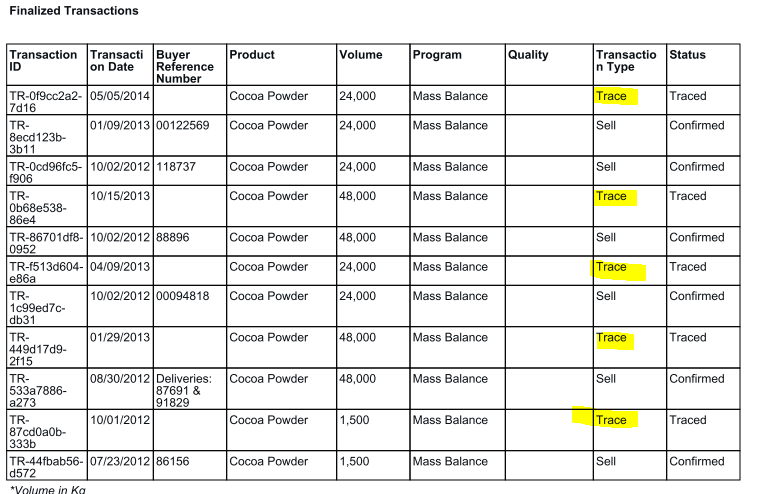 Finalized Transactions
Transaction ID Transacti on Date Buyer Reference Number Product Volume Program Quality Transactio n Type Status
TR-0f9cc2a2-7d16 05/05/2014 Cocoa Powder 24,000 Mass Balance Trace Traced
TR-8ecd123b-3b11 01/09/2013 00122569 Cocoa Powder 24,000 Mass Balance Sell Confirmed
TR-0cd96fc5-f906 10/02/2012 118737 Cocoa Powder 24,000 Mass Balance Sell Confirmed
TR-0b68e538-86e4 10/15/2013 Cocoa Powder 48,000 Mass Balance Trace Traced
TR-86701df8-0952 10/02/2012 88896 Cocoa Powder 48,000 Mass Balance Sell Confirmed
TR-f513d604-e86a 04/09/2013 Cocoa Powder 24,000 Mass Balance Trace Traced
TR-1c99ed7c-db31 10/02/2012 00094818 Cocoa Powder 24,000 Mass Balance Sell Confirmed
TR-449d17d9-2f15 01/29/2013 Cocoa Powder 48,000 Mass Balance Trace Traced
TR-533a7886-a273 08/30/2012 Deliveries: 87691 & 91829 Cocoa Powder 48,000 Mass Balance Sell Confirmed
TR-87cd0a0b-333b 10/01/2012 Cocoa Powder 1,500 Mass Balance Trace Traced
TR-44fbab56-d572 07/23/2012 86156 Cocoa Powder 1,500 Mass Balance Sell Confirmed
*Volume in Kg